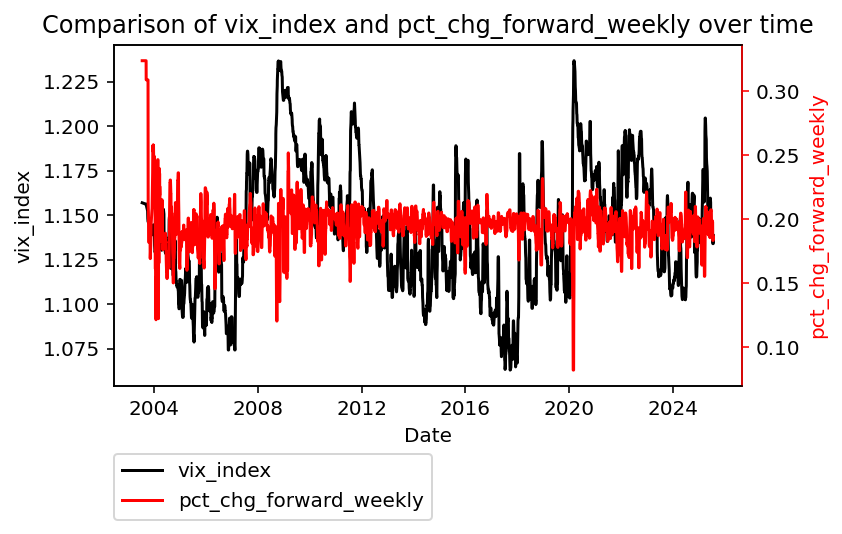 Comparison of vix_index and pct_chg_forward_weekly over time
1.225
1.200
1.175
1.150
1.125
1.100
1.075
vix_index
0.30
0.25
0.20
0.15
0.10
pct_chg_forward_weekly
2004 2008 2012 2016 2020 2024
Date
vix_index
pct_chg_forward_weekly